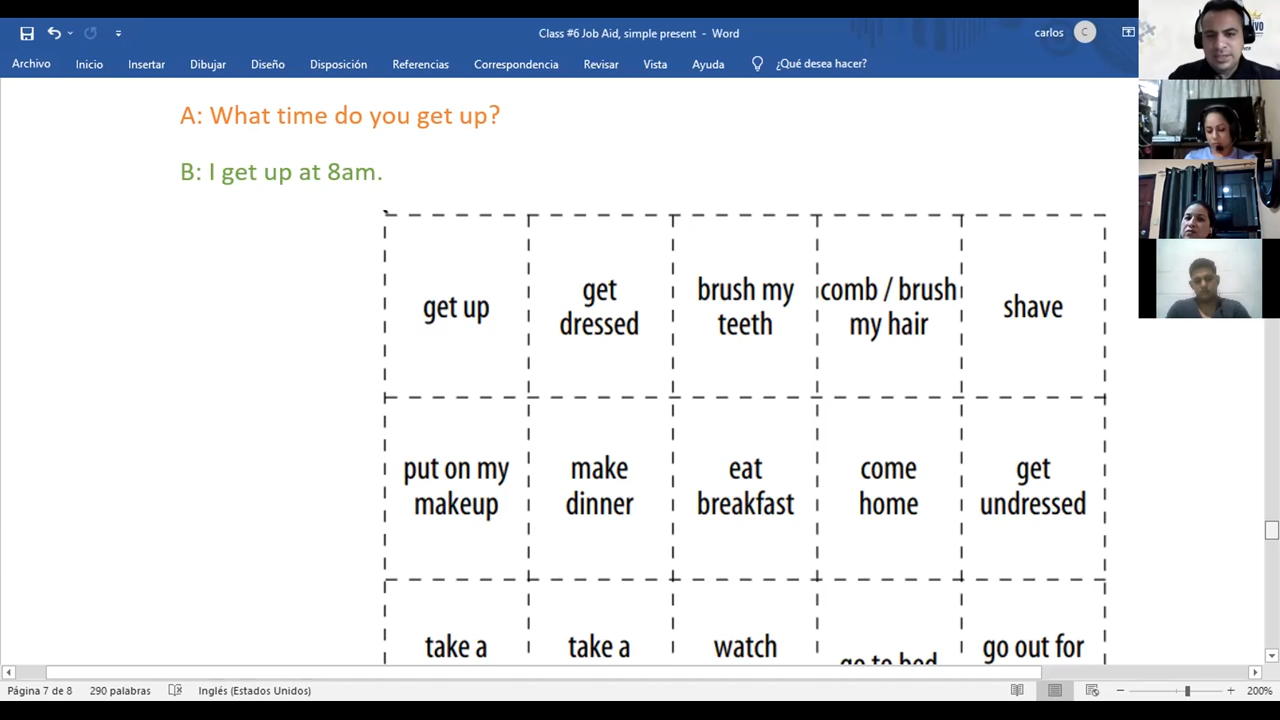 Class #6 Job Aid, simple present - Word
carlos
C
Archivo Inicio Insertar Dibujar Diseño Disposición Referencias Correspondencia Revisar Vista Ayuda ¿Qué desea hacer?
A: What time do you get up?
B: I get up at 8am.
get up
get
dressed
brush my
teeth
comb / brush
my hair
shave
put on my
makeup
make
dinner
eat
breakfast
come
home
get
undressed
take a
take a
watch
go to bed
go out for
Página 7 de 8 290 palabras Inglés (Estados Unidos) 200%